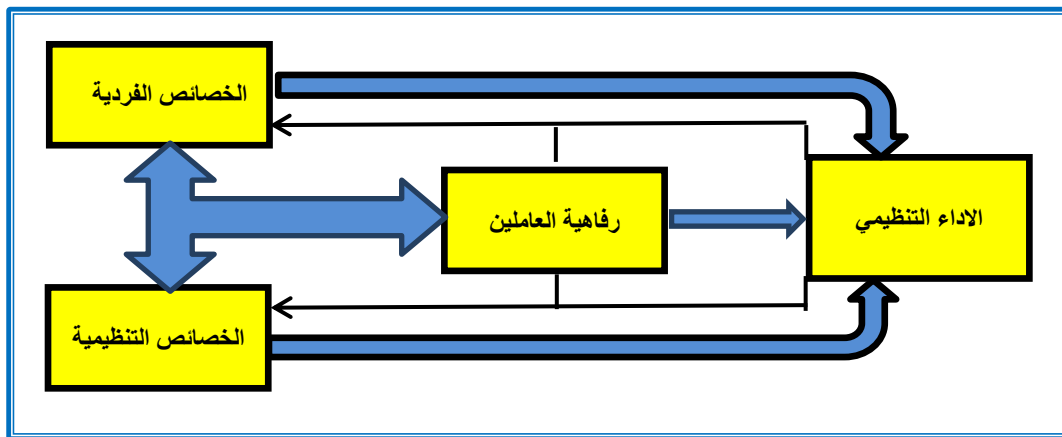 الخصائص الفردية
رفاهية العاملين
الاداء التنظيمي
الخصائص التنظيمية